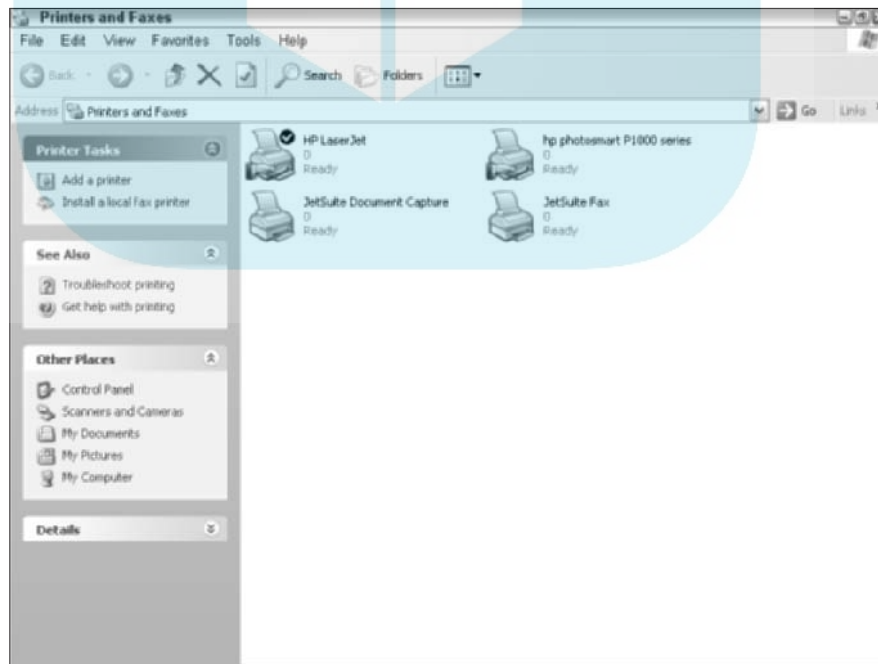 Printers and Faxes
File Edit View Favorites Tools Help
Back Search Folders
Address Printers and Faxes Go Links
Printer Tasks
Add a printer
Install a local fax printer
See Also
Troubleshoot printing
Get help with printing
Other Places
Control Panel
Scanners and Cameras
My Documents
My Pictures
My Computer
Details
HP LaserJet
0
Ready
hp photosmart P1000 series
0
Ready
JetSuite Document Capture
0
Ready
JetSuite Fax
0
Ready